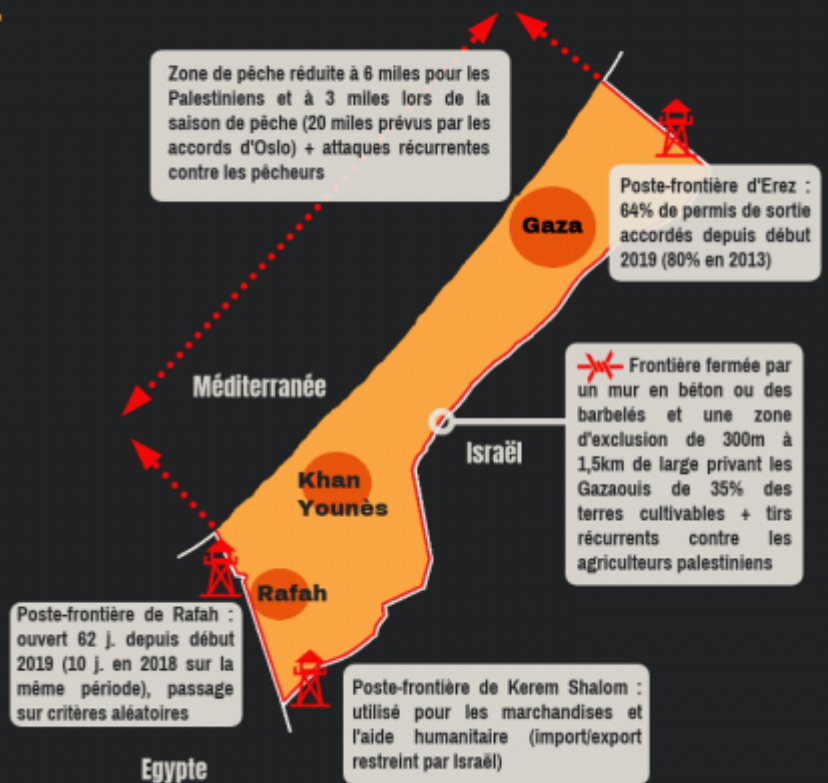 Zone de pêche réduite à 6 miles pour les
Palestiniens et à 3 miles lors de la
saison de pêche (20 miles prévus par les
accords d'Oslo) + attaques récurrentes
contre les pêcheurs
Poste-frontière d'Erez :
64% de permis de sortie
accordés depuis début
2019 (80% en 2013)
Gaza
Frontière fermée par
un mur en béton ou des
barbelés et une zone
d'exclusion de 300m à
1,5km de large privant les
Gazaouis de 35% des
terres cultivables + tirs
récurrents contre les
agriculteurs palestiniens
Méditerranée
Israël
Khan
Younès
Rafah
Poste-frontière de Rafah :
ouvert 62 j. depuis début
2019 (10 j. en 2018 sur la
même période), passage
sur critères aléatoires
Poste-frontière de Kerem Shalom :
utilisé pour les marchandises et
l'aide humanitaire (import/export
restreint par Israël)
Egypte